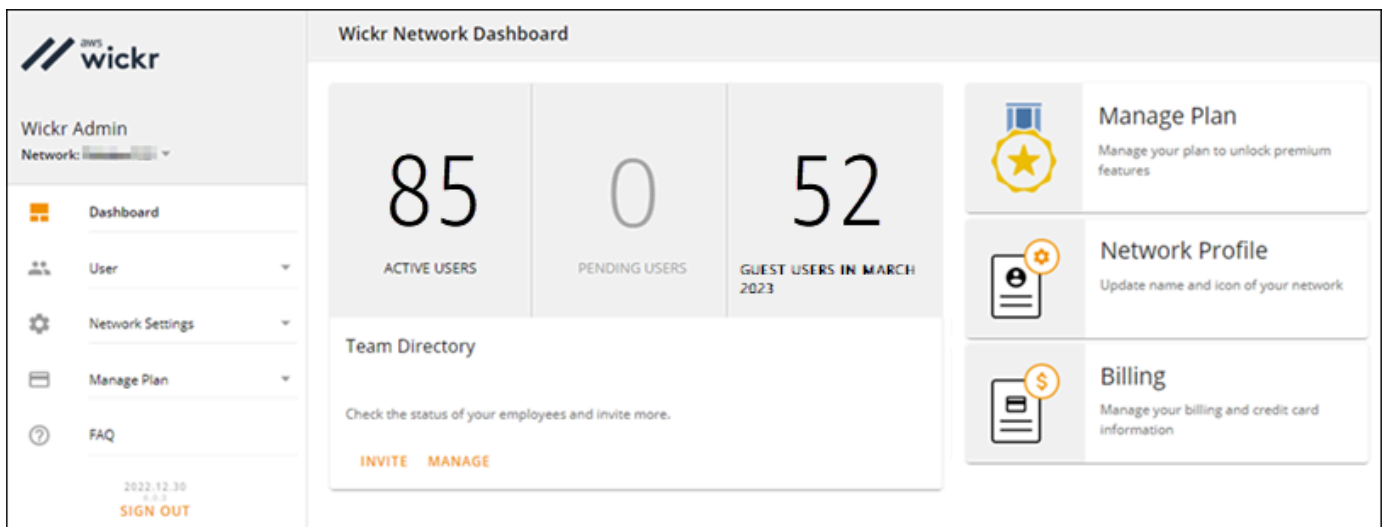 aws
wickr
Wickr Admin
Network:
Dashboard
User
Network Settings
Manage Plan
FAQ
2022.12.30
SIGN OUT
Wickr Network Dashboard
85
ACTIVE USERS
0
PENDING USERS
52
GUEST USERS IN MARCH
2023
Team Directory
Check the status of your employees and invite more.
INVITE MANAGE
Manage Plan
Manage your plan to unlock premium
features
Network Profile
Update name and icon of your network
$
Billing
Manage your billing and credit card
information